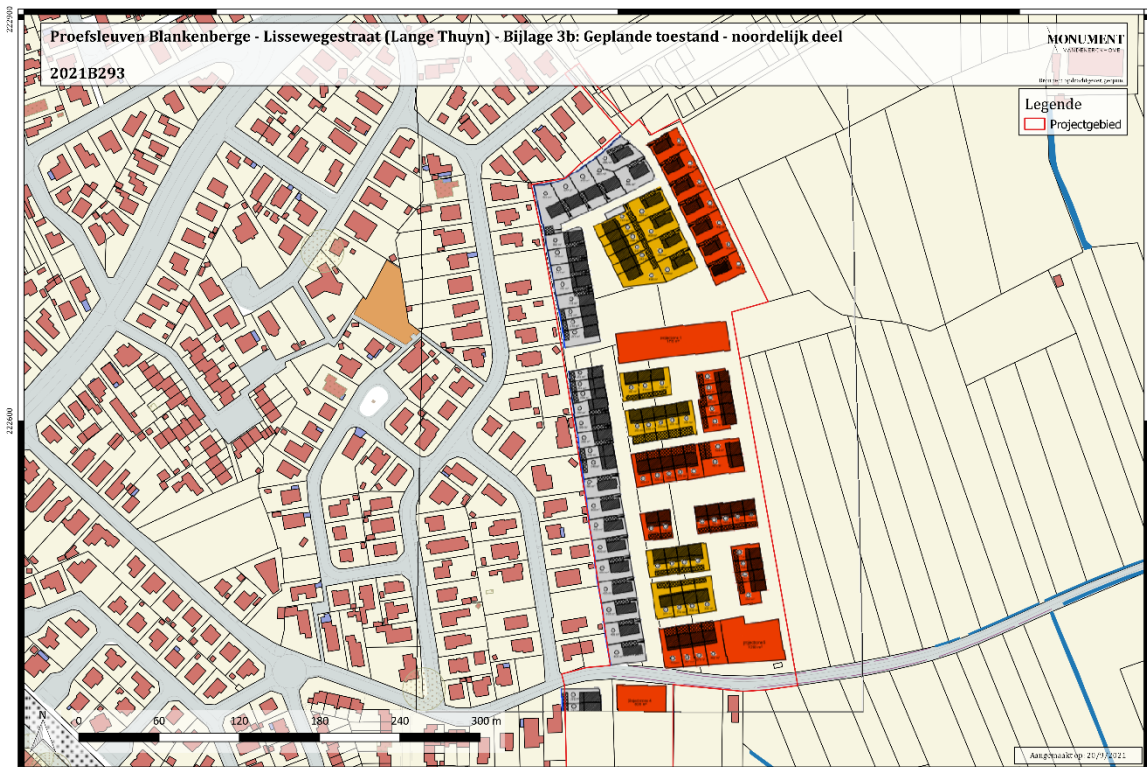 222900
Proefsleuven Blankenberge - Lissewegestraat (Lange Thuyn) - Bijlage 3b: Geplande toestand - noordelijk deel
2021B293
MONUMENT
VANDEKERCKHOVE
Legende
Projectgebied
222600
N
0 60 120 180 240 300 m
Aangemaakt op: 20/9/2021